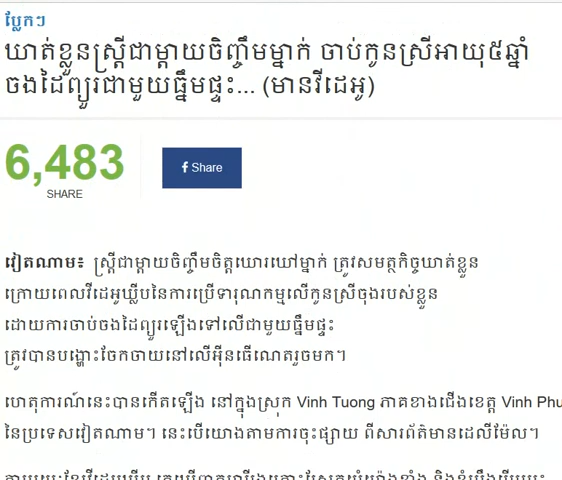 ប្លែកៗ
ឃាត់ខ្លួនស្ត្រីជាម្តាយចិញ្ចឹមម្នាក់ ចាប់កូនស្រីអាយុ៥ឆ្នាំ
ចងដៃព្យួរជាមួយធ្នឹមផ្ទះ... (មានវីដេអូ)
6,483
SHARE
Share
វៀតណាម៖ ស្ត្រីជាម្តាយចិញ្ចឹមចិត្តឃោរឃៅម្នាក់ ត្រូវសមត្ថកិច្ចឃាត់ខ្លួន
ក្រោយពេលវីដេអូឃ្លីបនៃការប្រើទារុណកម្មលើកូនស្រីចុងរបស់ខ្លួន
ដោយការចាប់ចងដៃព្យួរឡើងទៅលើជាមួយធ្នឹមផ្ទះ
ត្រូវបានបង្ហោះចែកចាយនៅលើអ៊ីនធើណេតរួចមក។
ហេតុការណ៍នេះបានកើតឡើង នៅក្នុងស្រុក Vinh Tuong ភាគខាងជើងខេត្ត Vinh Phu
នៃប្រទេសវៀតណាម។ នេះបើយោងតាមការចុះផ្សាយ ពីសារព័ត៌មានដេលីម៉ែល។